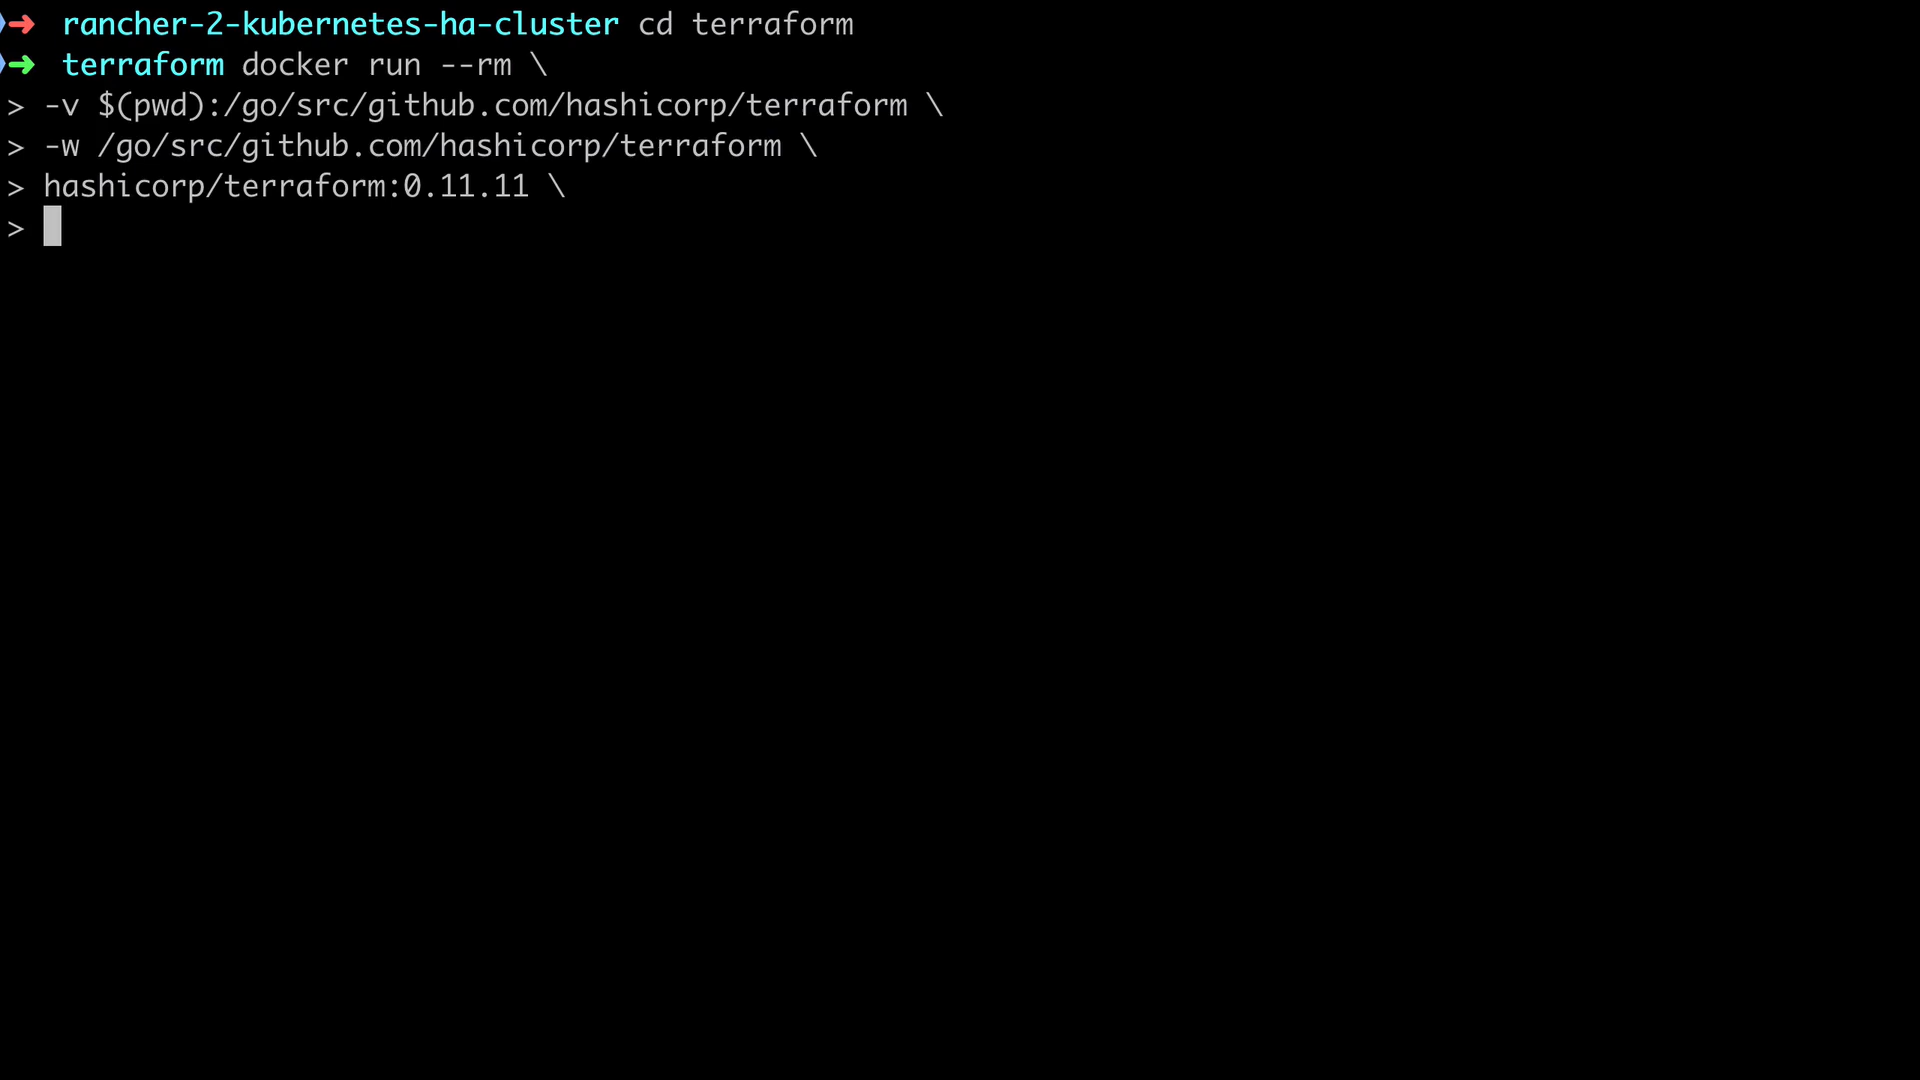 ➜ rancher-2-kubernetes-ha-cluster cd terraform
➜ terraform docker run --rm \
> -v $(pwd):/go/src/github.com/hashicorp/terraform \
> -w /go/src/github.com/hashicorp/terraform \
> hashicorp/terraform:0.11.11 \
>